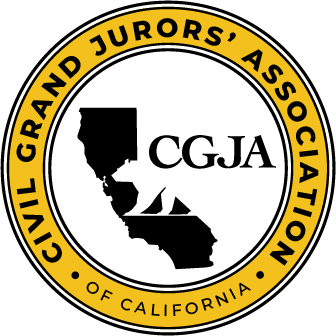 CIVIL GRAND JURORS’ ASSOCIATION
CGJA
• OF CALIFORNIA •